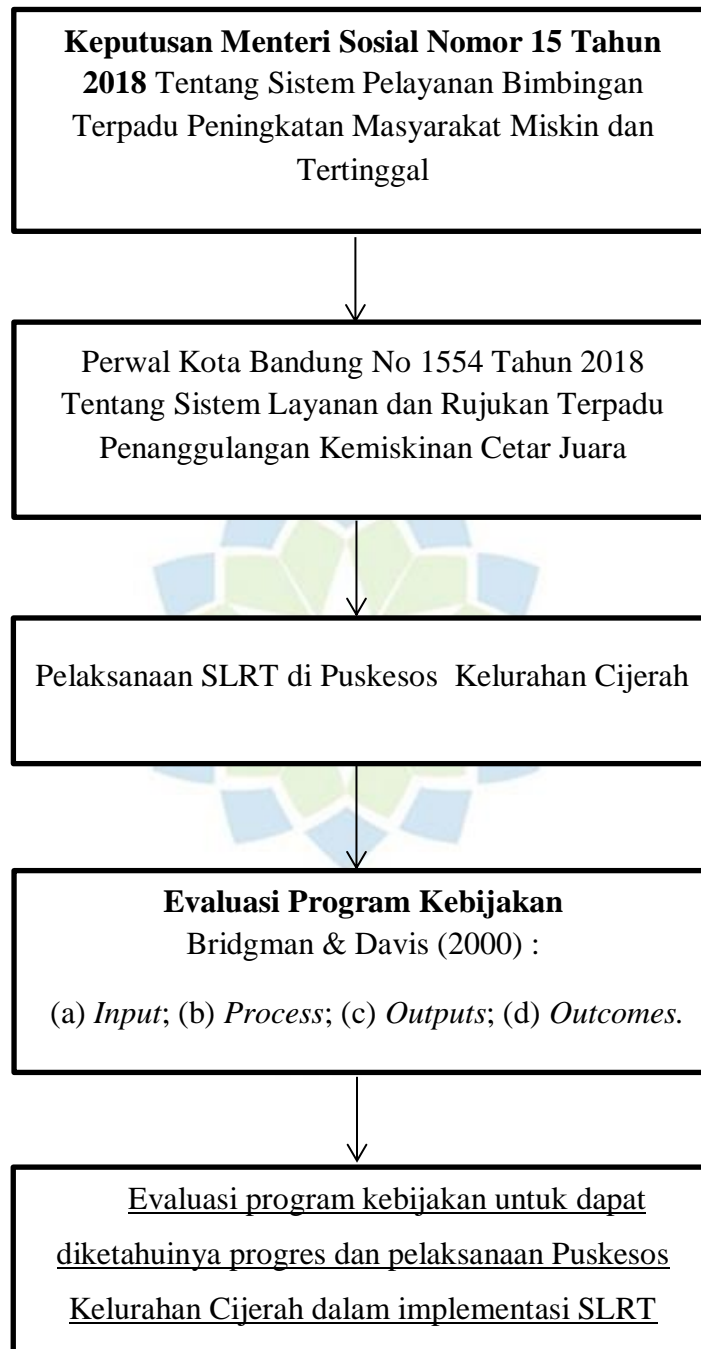 Keputusan Menteri Sosial Nomor 15 Tahun
2018 Tentang Sistem Pelayanan Bimbingan
Terpadu Peningkatan Masyarakat Miskin dan
Tertinggal
Perwal Kota Bandung No 1554 Tahun 2018
Tentang Sistem Layanan dan Rujukan Terpadu
Penanggulangan Kemiskinan Cetar Juara
Pelaksanaan SLRT di Puskesos Kelurahan Cijerah
Evaluasi Program Kebijakan
Bridgman & Davis (2000) :
(a) Input; (b) Process; (c) Outputs; (d) Outcomes.
Evaluasi program kebijakan untuk dapat
diketahuinya progres dan pelaksanaan Puskesos
Kelurahan Cijerah dalam implementasi SLRT